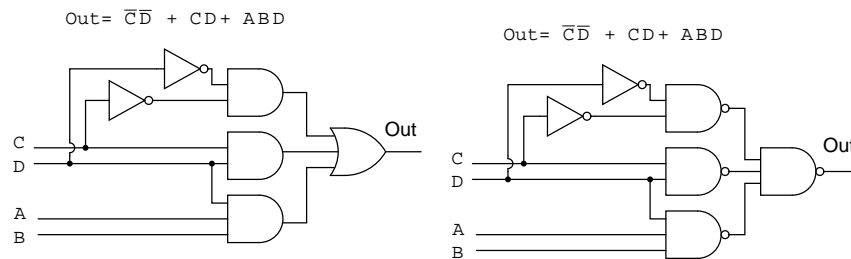 Out= C̅D̅ + CD+ ABD
Out
C
D
A
B
Out= C̅D̅ + CD+ ABD
Out
C
D
A
B